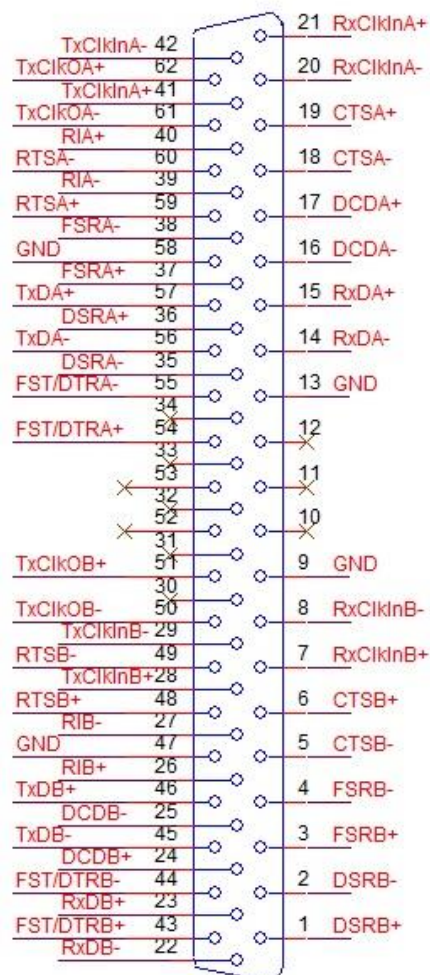 21 RxClkInA+
TxClkInA- 42
TxClkOA+ 62
20 RxClkInA-
TxClkInA+ 41
TxClkOA- 61
19 CTSA+
RIA+ 40
RTSA- 60
18 CTSA-
RIA- 39
RTSA+ 59
17 DCDA+
FSRA- 38
GND 58
16 DCDA-
FSRA+ 37
TxDA+ 57
15 RxDA+
DSRA+ 36
TxDA- 56
14 RxDA-
DSRA- 35
FST/DTRA- 55
13 GND
34
FST/DTRA+ 54
12
33
53
11
32
52
10
31
TxClkOB+ 51
9 GND
30
TxClkOB- 50
8 RxClkInB-
TxClkInB- 29
RTSB- 49
7 RxClkInB+
TxClkInB+ 28
RTSB+ 48
6 CTSB+
RIB- 27
GND 47
5 CTSB-
RIB+ 26
TxDB+ 46
4 FSRB-
DCDB- 25
TxDB- 45
3 FSRB+
DCDB+ 24
FST/DTRB- 44
2 DSRB-
RxDB+ 23
FST/DTRB+ 43
1 DSRB+
RxDB- 22